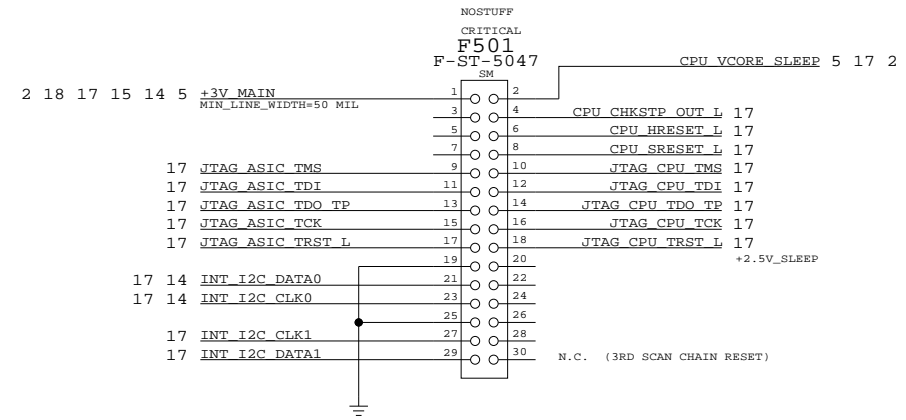 NOSTUFF
CRITICAL
F501
F-ST-5047
SM
CPU_VCORE_SLEEP 5 17 2
2 18 17 15 14 5 +3V_MAIN 1 2
MIN_LINE_WIDTH=50 MIL
3 4 CPU_CHKSTP_OUT_L 17
5 6 CPU_HRESET_L 17
7 8 CPU_SRESET_L 17
17 JTAG_ASIC_TMS 9 10 JTAG_CPU_TMS 17
17 JTAG_ASIC_TDI 11 12 JTAG_CPU_TDI 17
17 JTAG_ASIC_TDO_TP 13 14 JTAG_CPU_TDO_TP 17
17 JTAG_ASIC_TCK 15 16 JTAG_CPU_TCK 17
17 JTAG_ASIC_TRST_L 17 18 JTAG_CPU_TRST_L 17
19 20 +2.5V_SLEEP
17 14 INT_I2C_DATA0 21 22
17 14 INT_I2C_CLK0 23 24
25 26
17 INT_I2C_CLK1 27 28
17 INT_I2C_DATA1 29 30 N.C. (3RD SCAN CHAIN RESET)